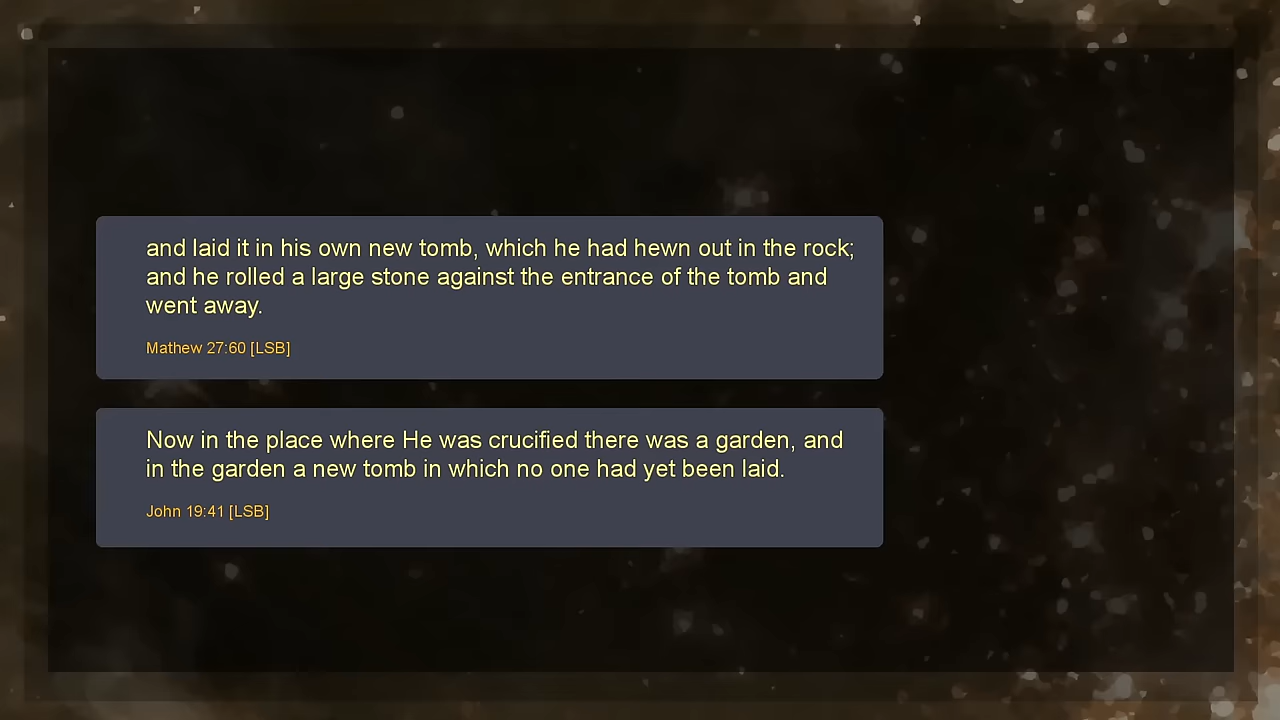 and laid it in his own new tomb, which he had hewn out in the rock;
and he rolled a large stone against the entrance of the tomb and
went away.
Mathew 27:60 [LSB]
Now in the place where He was crucified there was a garden, and
in the garden a new tomb in which no one had yet been laid.
John 19:41 [LSB]